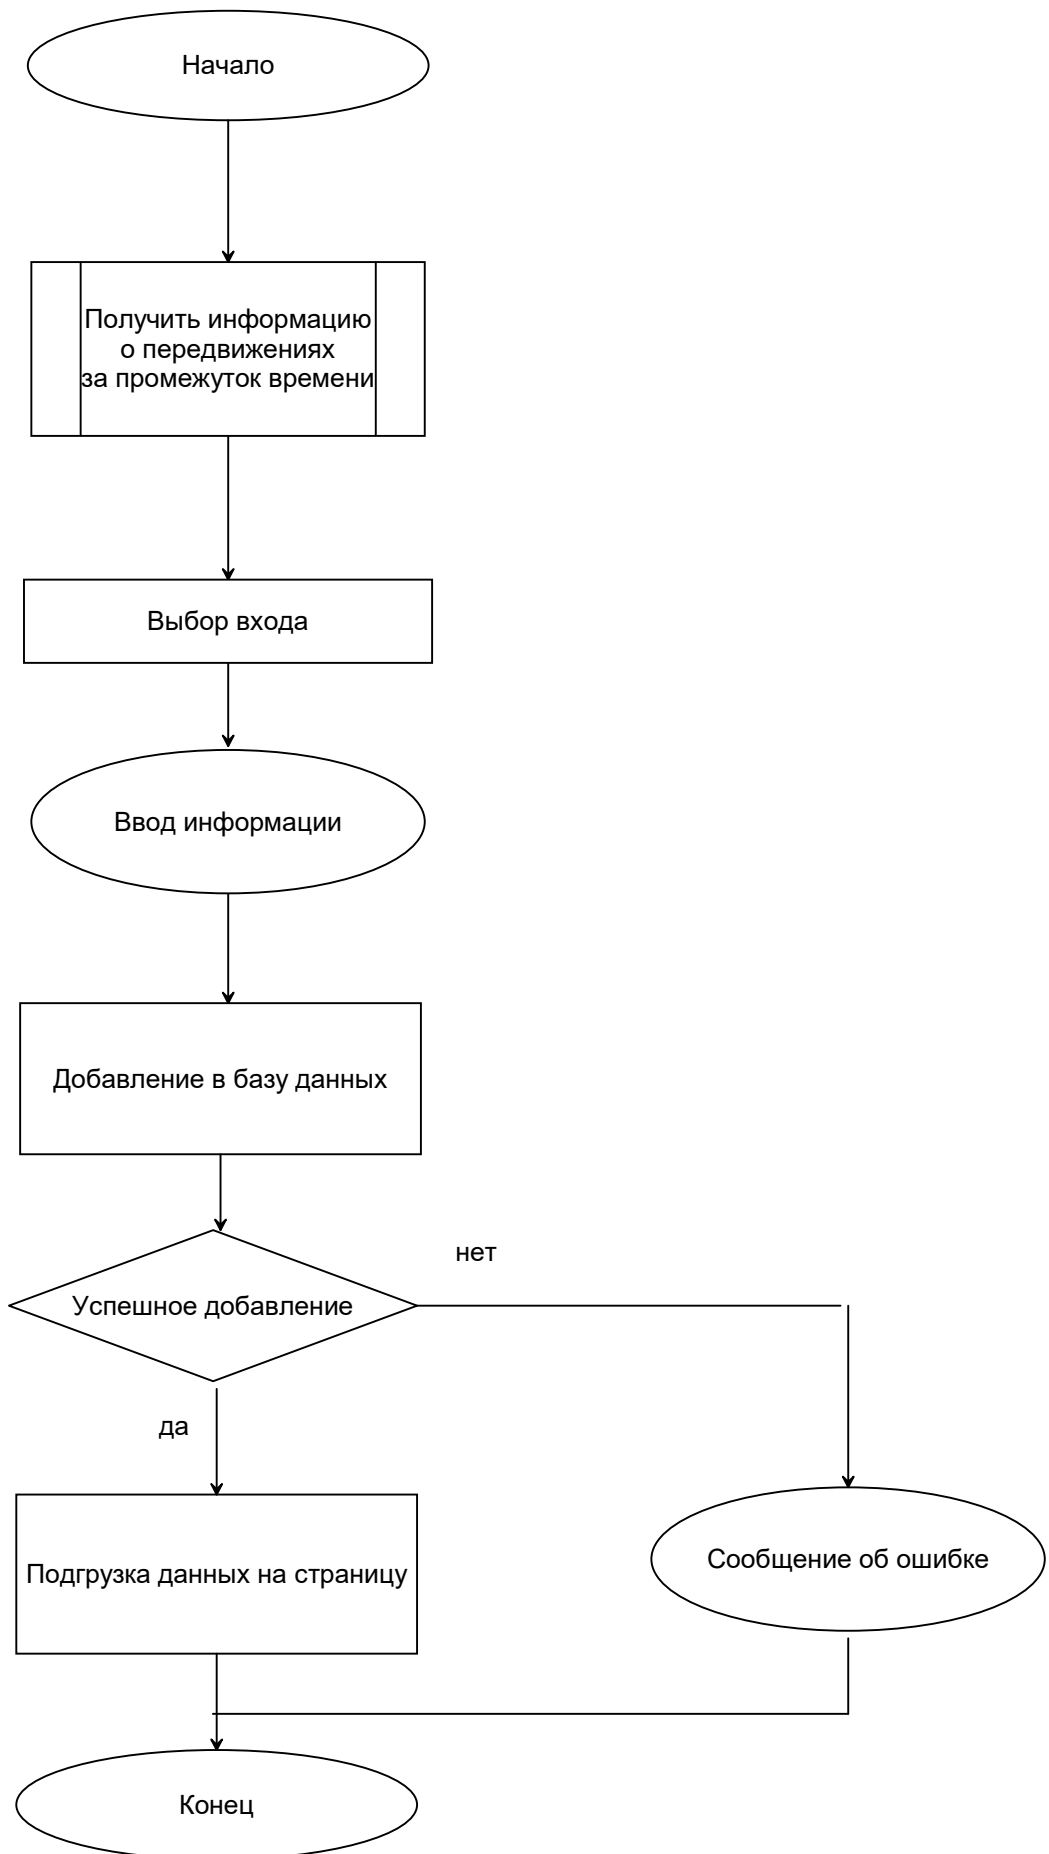 Начало
Получить информацию
о передвижениях
за промежуток времени
Выбор входа
Ввод информации
Добавление в базу данных
нет
Успешное добавление
да
Подгрузка данных на страницу
Сообщение об ошибке
Конец